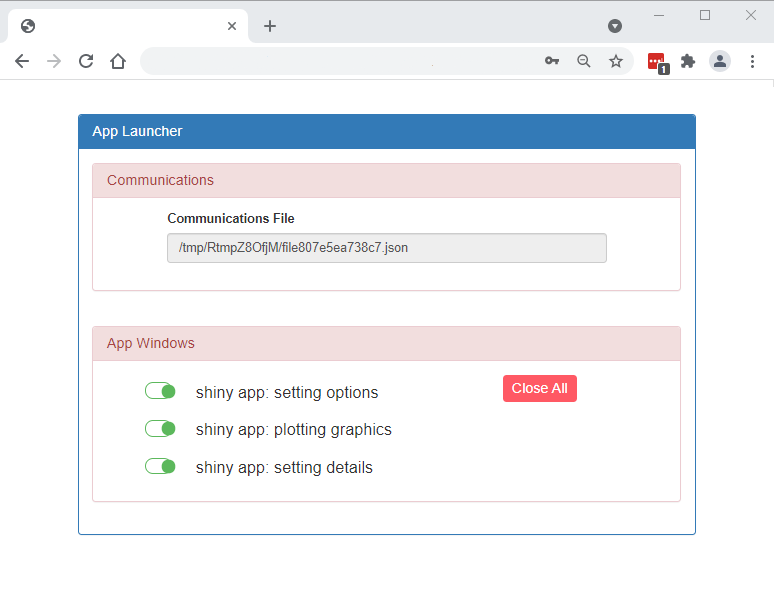 1
App Launcher
Communications
Communications File
/tmp/RtmpZ8OfjM/file807e5ea738c7.json
App Windows
shiny app: setting options
Close All
shiny app: plotting graphics
shiny app: setting details